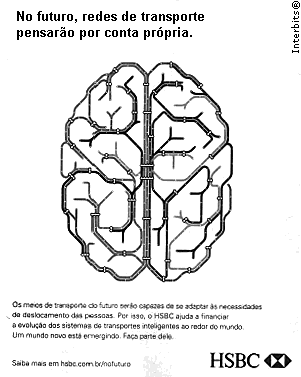 No futuro, redes de transporte
pensarão por conta própria.
Interbits®
Os meios de transporte do futuro serão capazes de se adaptar às necessidades
de deslocamento das pessoas. Por isso, o HSBC ajuda a financiar
a evolução dos sistemas de transportes inteligentes ao redor do mundo.
Um mundo novo está emergindo. Faça parte dele.
Saiba mais em hsbc.com.br/nofuturo
HSBC